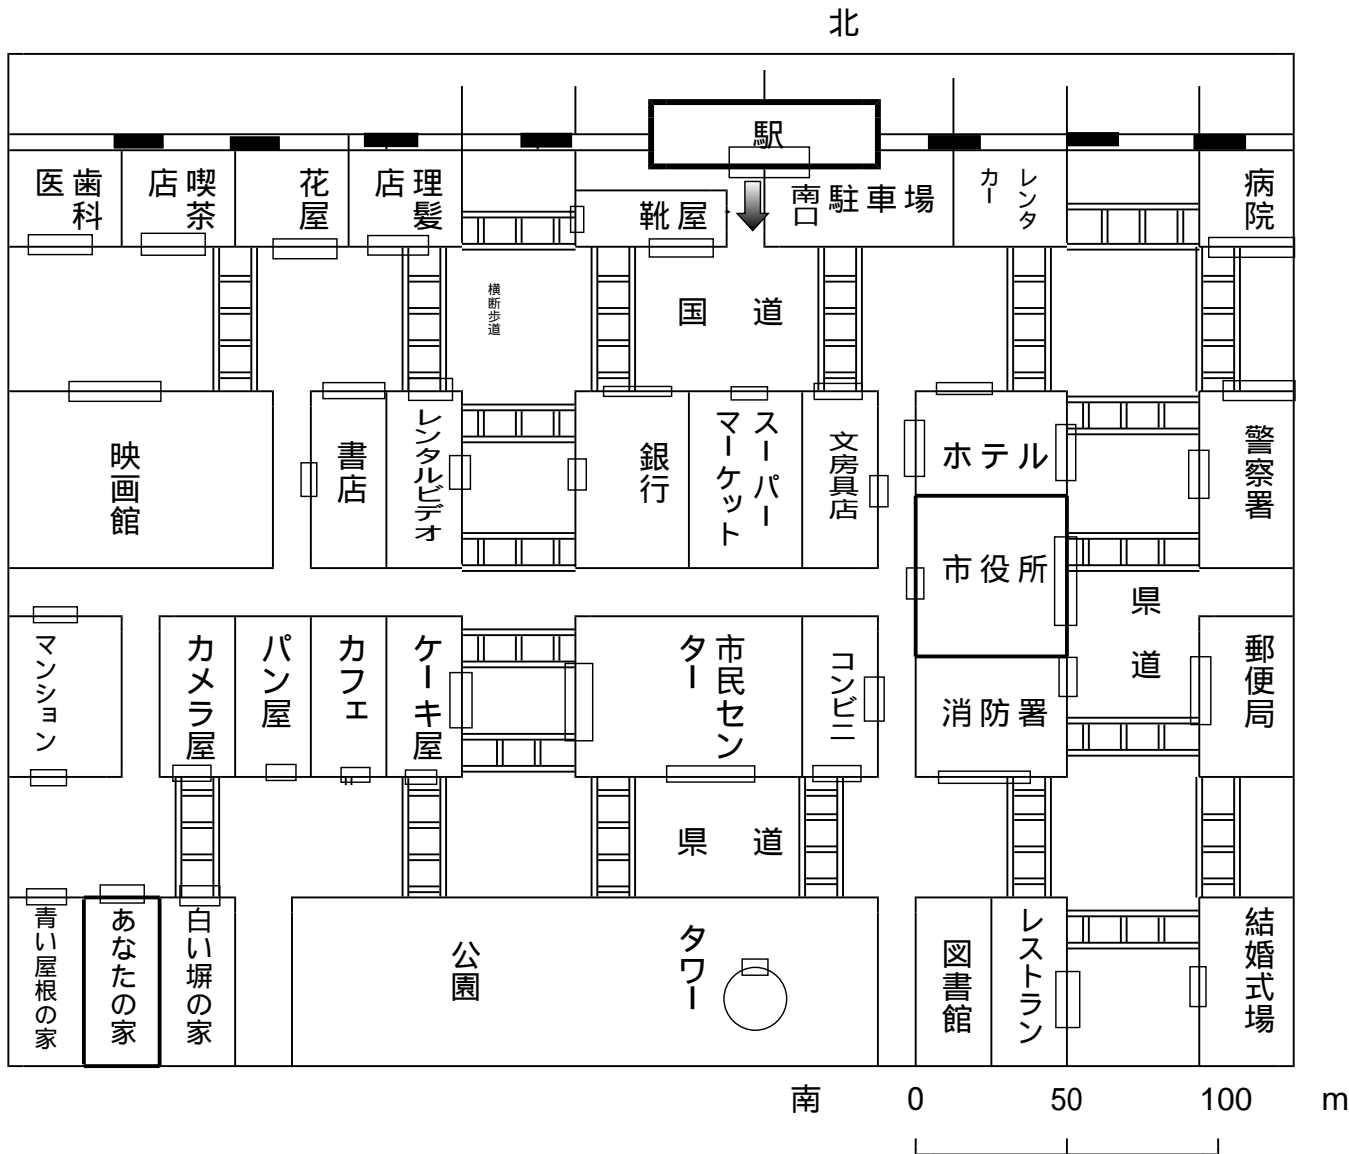 北
駅
歯科医
喫茶店
花屋
理髪店
靴屋
南口
駐車場
レンタカー
病院
横断歩道
国 道
映画館
書店
レンタルビデオ
銀行
スーパーマーケット
文房具店
ホテル
警察署
市役所
県道
マンション
カメラ屋
パン屋
カフェ
ケーキ屋
市民センター
コンビニ
消防署
郵便局
県 道
青い屋根の家
あなたの家
白い塀の家
公園
タワー
図書館
レストラン
結婚式場
南
0 50 100 m